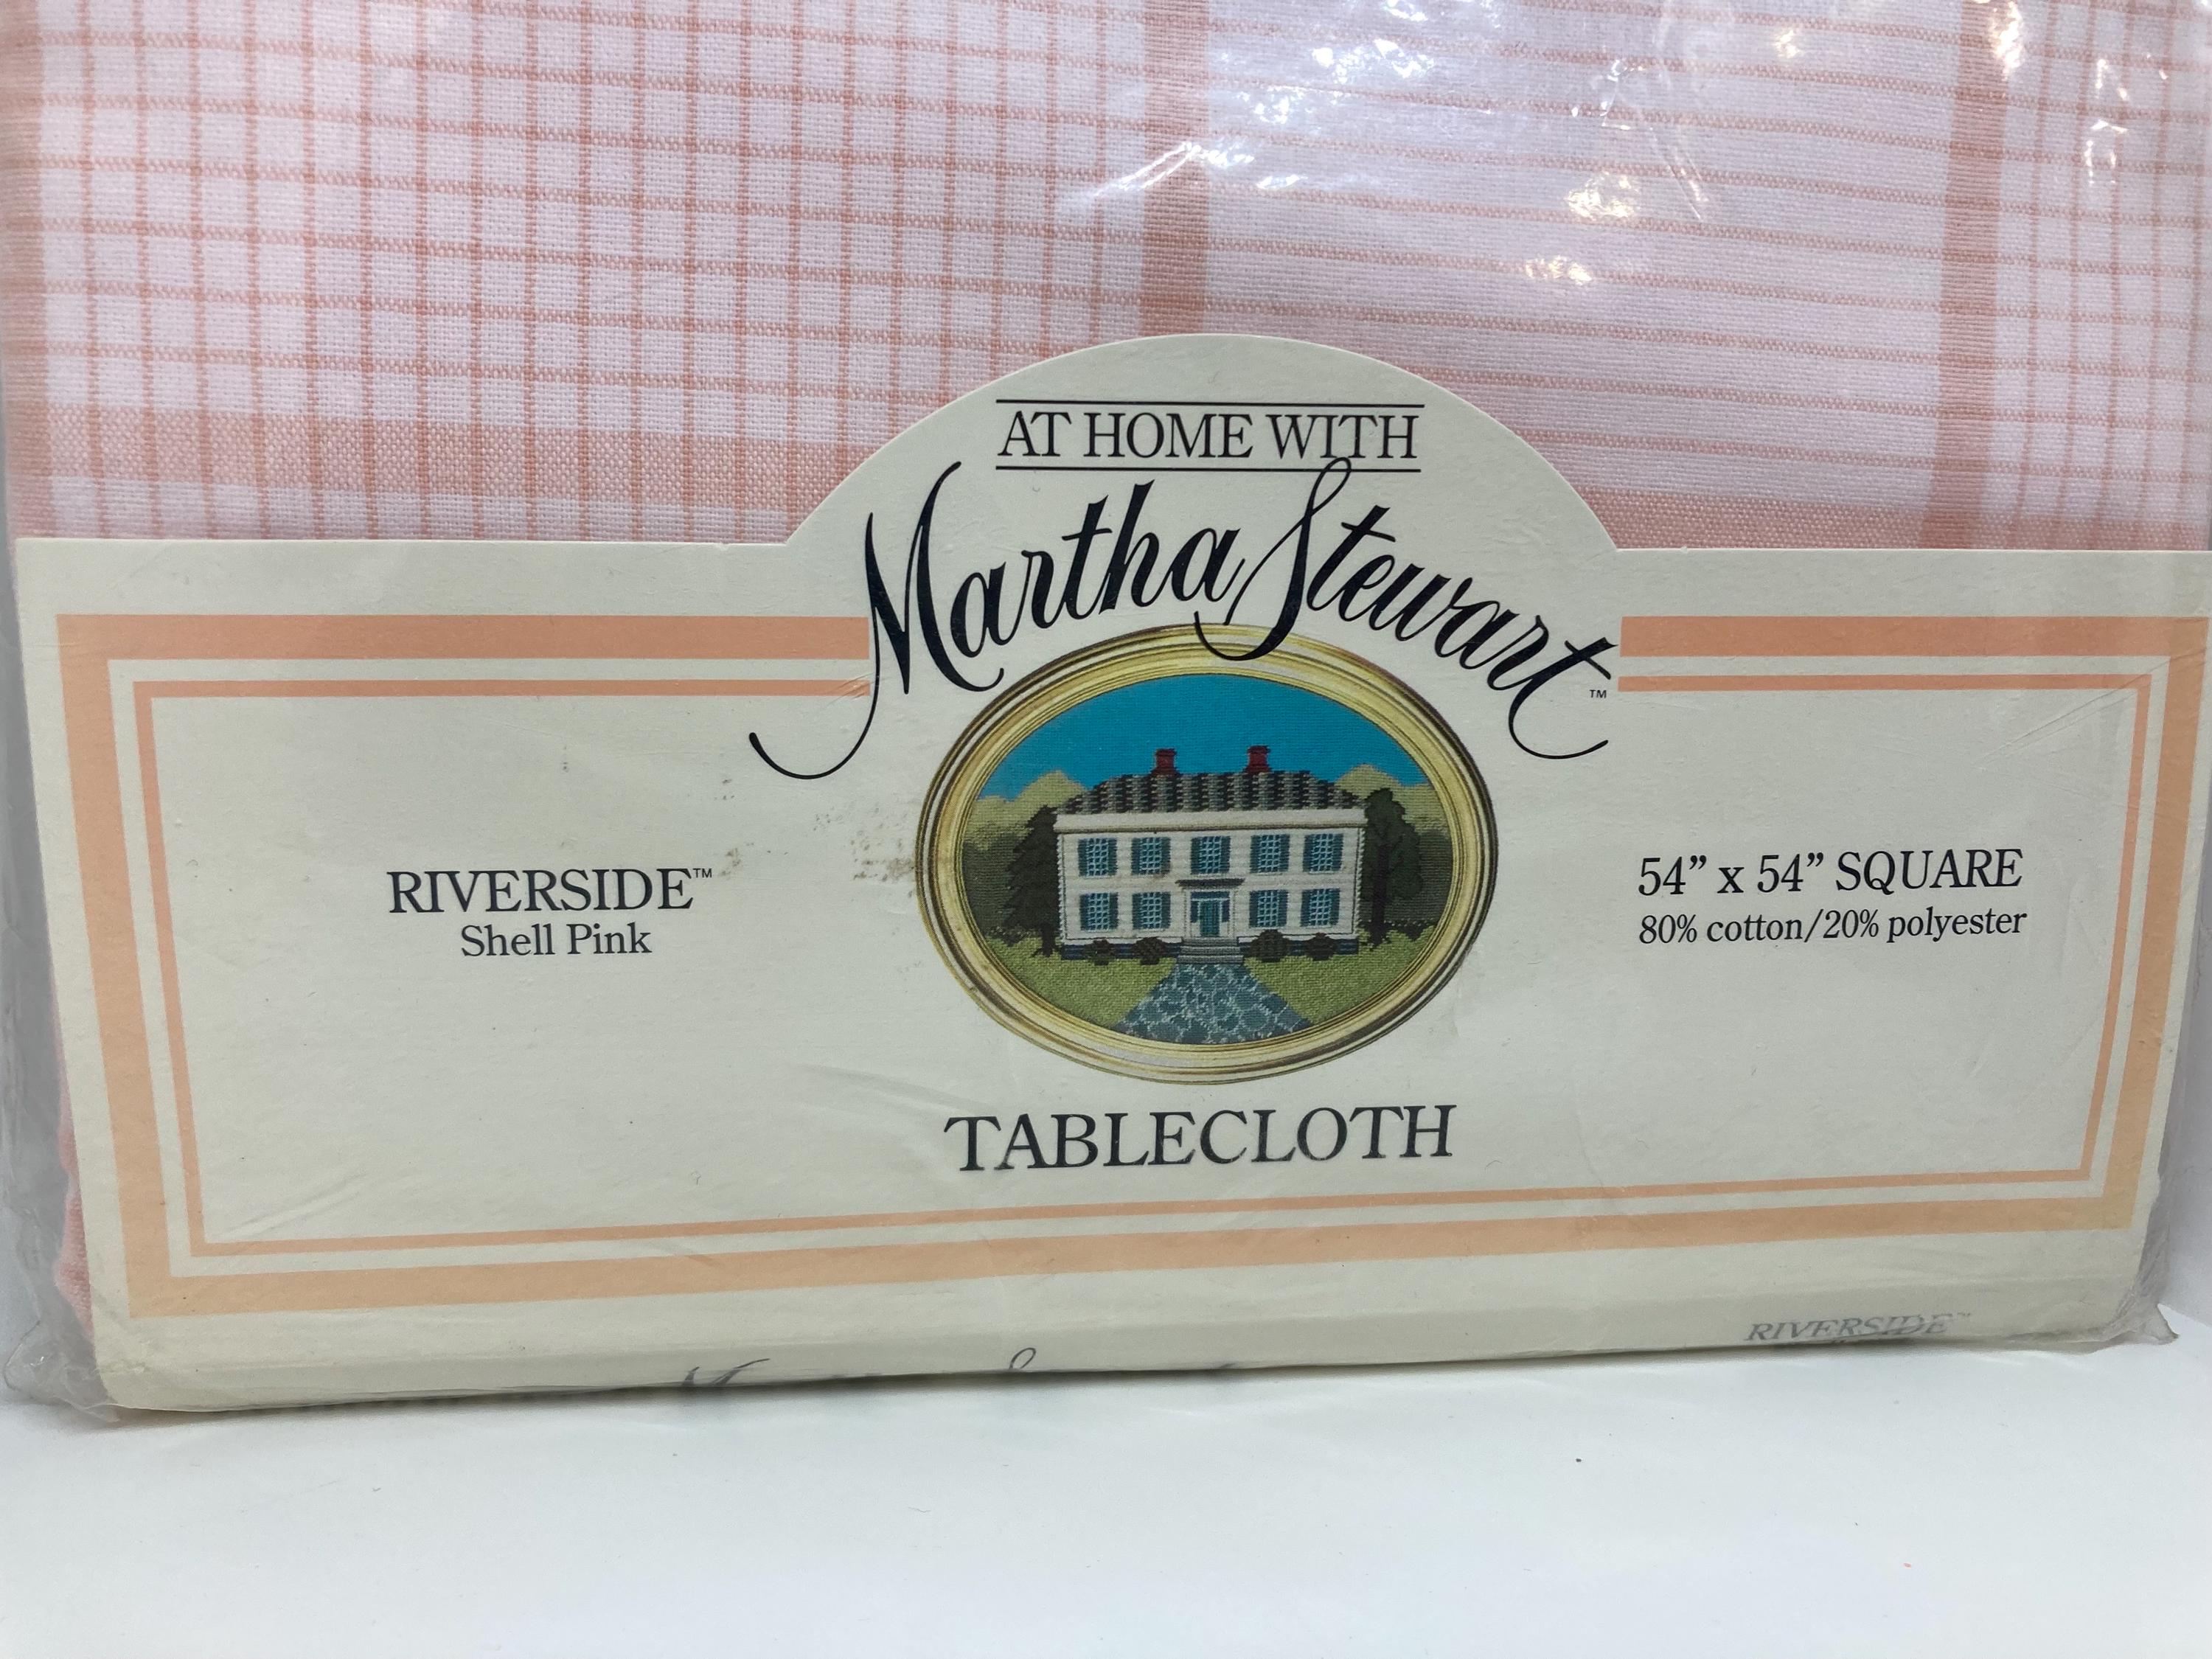 AT HOME WITH
Martha Stewart™
RIVERSIDE™
Shell Pink
54” x 54” SQUARE
80% cotton/20% polyester
TABLECLOTH
RIVERSIDE™